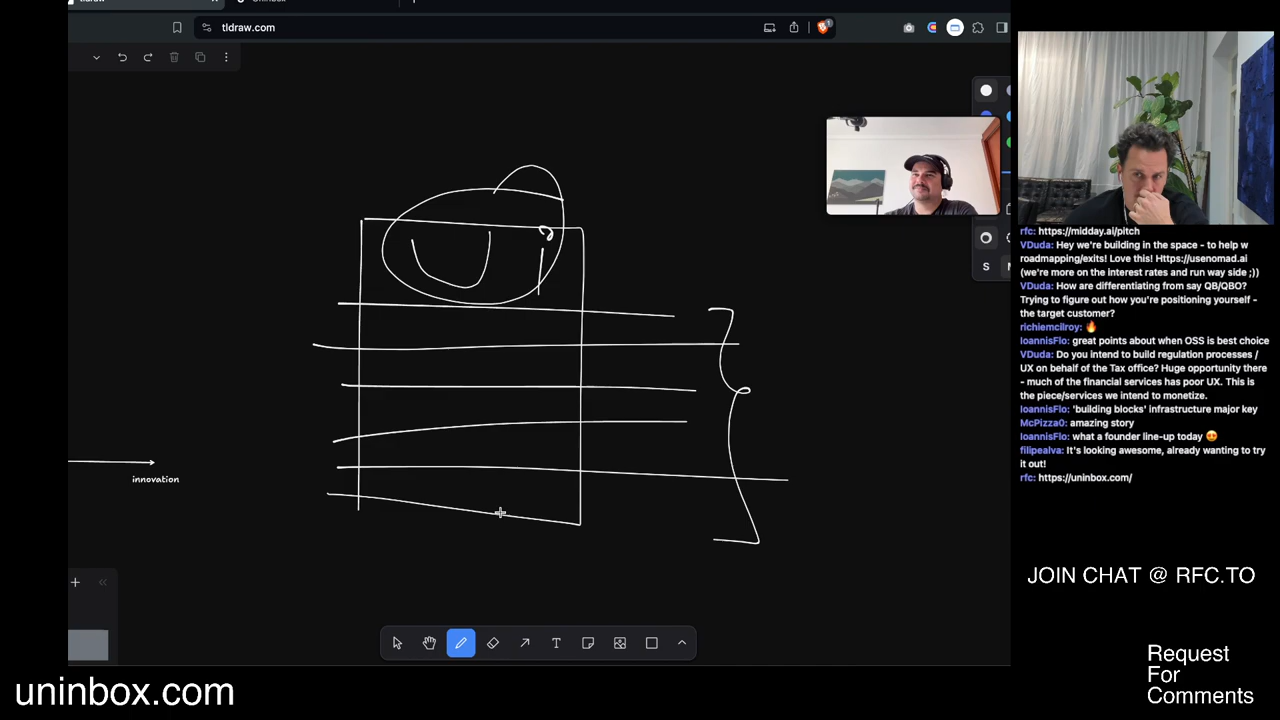 tldraw
Uninbox
tldraw.com
1
UI
innovation
S
rfc: https://midday.ai/pitch
VDuda: Hey we're building in the space - to help w
roadmapping/exits! Love this! Https://usenomad.ai
(we're more on the interest rates and run way side ;))
VDuda: How are differentiating from say QB/QBO?
Trying to figure out how you're positioning yourself -
the target customer?
richiemcilroy: 🔥
IoannisFlo: great points about when OSS is best choice
VDuda: Do you intend to build regulation processes /
UX on behalf of the Tax office? Huge opportunity there
- much of the financial services has poor UX. This is
the piece/services we intend to monetize.
IoannisFlo: 'building blocks' infrastructure major key
McPizza0: amazing story
IoannisFlo: what a founder line-up today 😍
filipealva: It's looking awesome, already wanting to try
it out!
rfc: https://uninbox.com/
JOIN CHAT @ RFC.TO
Request
For
Comments
uninbox.com